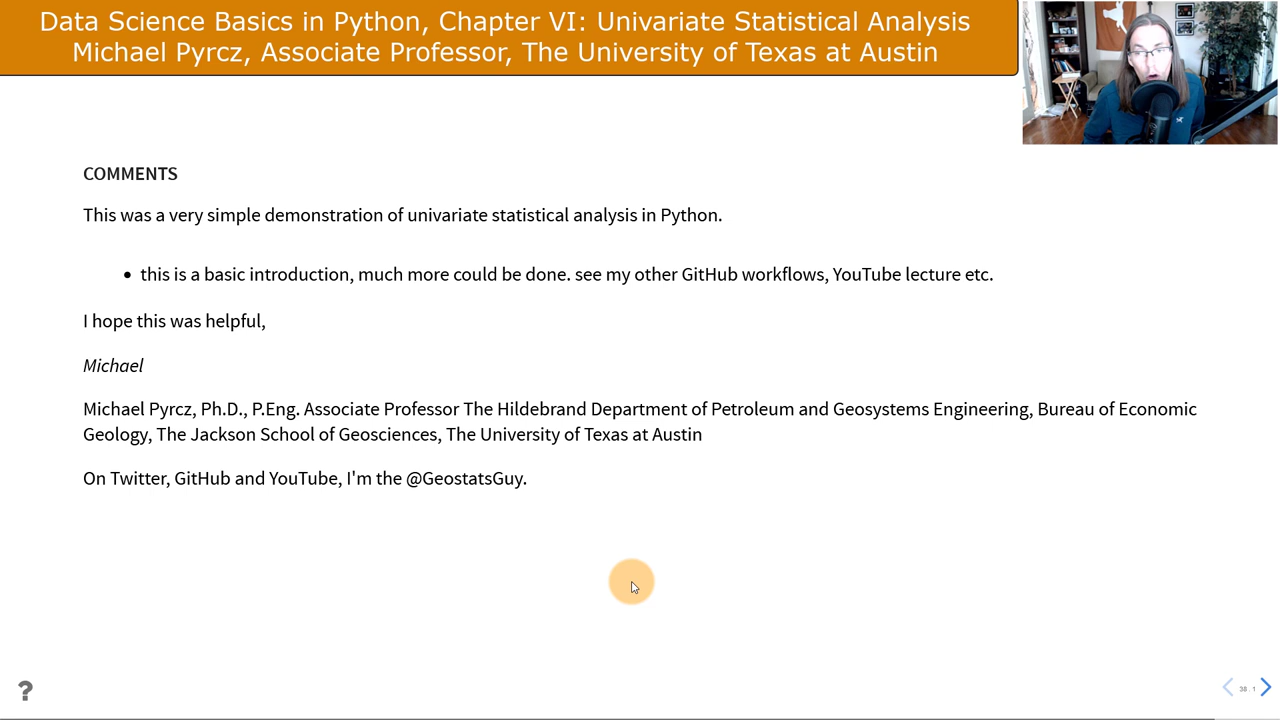 Data Science Basics in Python, Chapter VI: Univariate Statistical Analysis
Michael Pyrcz, Associate Professor, The University of Texas at Austin
COMMENTS
This was a very simple demonstration of univariate statistical analysis in Python.
• this is a basic introduction, much more could be done. see my other GitHub workflows, YouTube lecture etc.
I hope this was helpful,
Michael
Michael Pyrcz, Ph.D., P.Eng. Associate Professor The Hildebrand Department of Petroleum and Geosystems Engineering, Bureau of Economic
Geology, The Jackson School of Geosciences, The University of Texas at Austin
On Twitter, GitHub and YouTube, I'm the @GeostatsGuy.
?
38 . 1